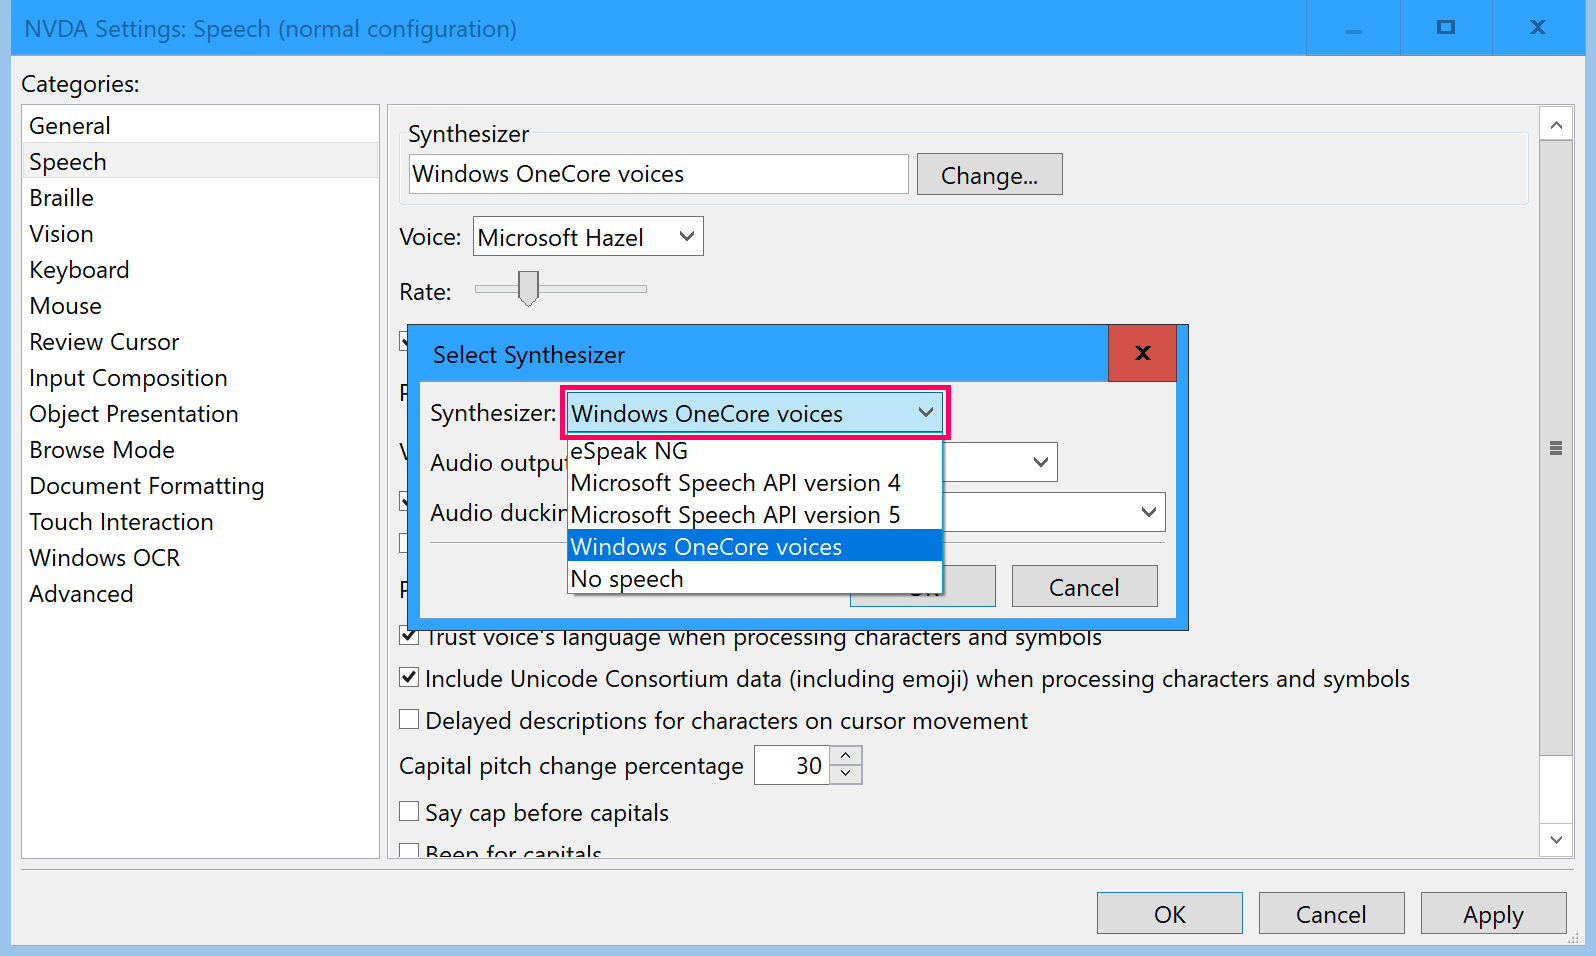 NVDA Settings: Speech (normal configuration)
Categories:
General
Speech
Braille
Vision
Keyboard
Mouse
Review Cursor
Input Composition
Object Presentation
Browse Mode
Document Formatting
Touch Interaction
Windows OCR
Advanced
Synthesizer
Windows OneCore voices
Change...
Voice: Microsoft Hazel
Rate:
Select Synthesizer
Synthesizer: Windows OneCore voices
eSpeak NG
Microsoft Speech API version 4
Microsoft Speech API version 5
Windows OneCore voices
No speech
Audio output
Audio duckin
Cancel
Trust voice's language when processing characters and symbols
Include Unicode Consortium data (including emoji) when processing characters and symbols
Delayed descriptions for characters on cursor movement
Capital pitch change percentage 30
Say cap before capitals
Beep for capitals
OK
Cancel
Apply